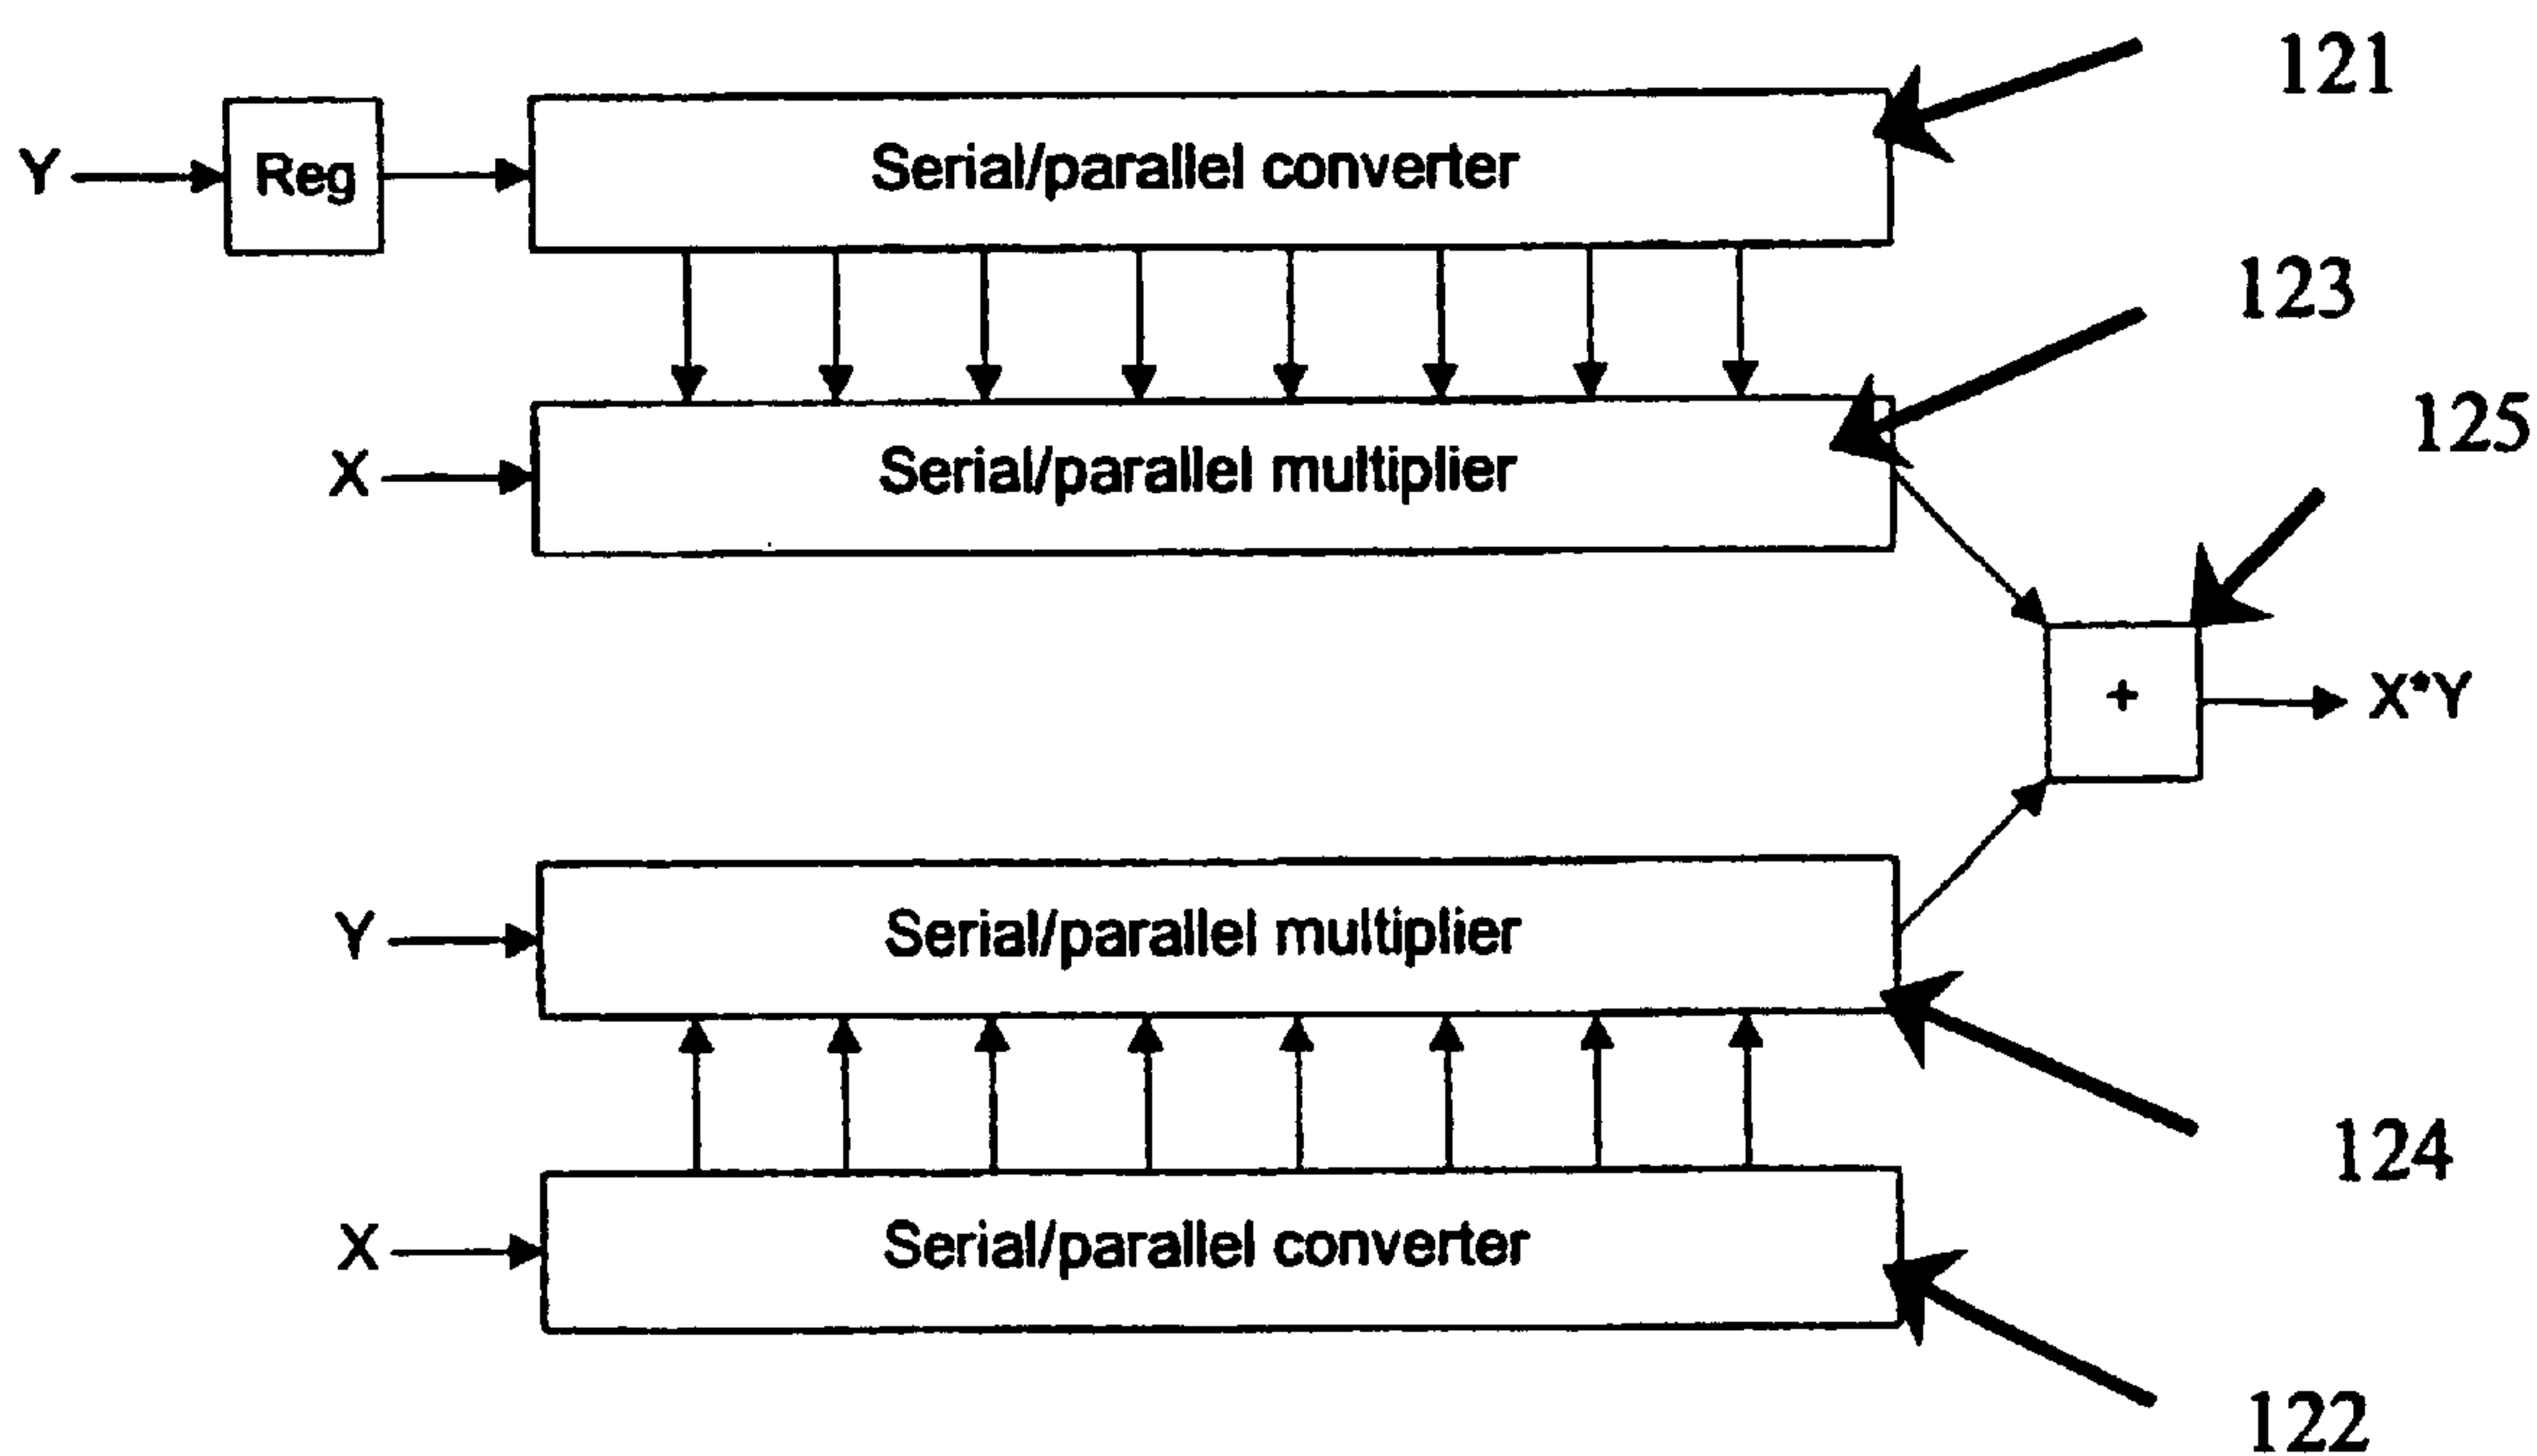 121
Y
Reg
Serial/parallel converter
123
X
Serial/parallel multiplier
125
+
X*Y
Y
Serial/parallel multiplier
124
X
Serial/parallel converter
122